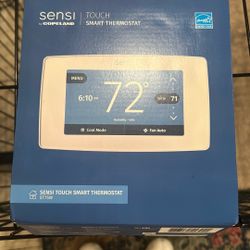 sensi
BY COPELAND
TOUCH
SMART THERMOSTAT
MENU
6:10
72°
71
Cool Mode
Fan Auto
SENSI TOUCH SMART THERMOSTAT